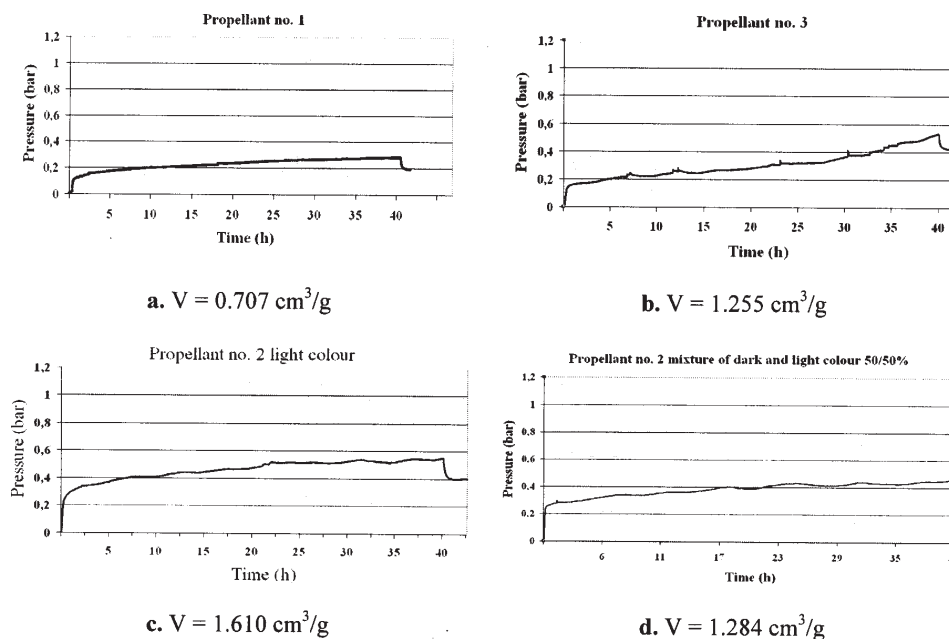 Propellant no. 1
1,2
1
0,8
0,6
0,4
0,2
0
Pressure (bar)
5 10 15 20 25 30 35 40
Time (h)
a. V = 0.707 cm³/g
Propellant no. 3
1,2
1
0,8
0,6
0,4
0,2
0
Pressure (bar)
5 10 15 20 25 30 35 40
Time (h)
b. V = 1.255 cm³/g
Propellant no. 2 light colour
1,2
1
0,8
0,6
0,4
0,2
0
Pressure (bar)
5 10 15 20 25 30 35 40
Time (h)
c. V = 1.610 cm³/g
Propellant no. 2 mixture of dark and light colour 50/50%
1,2
1
0,8
0,6
0,4
0,2
0
Pressure (bar)
6 11 17 23 29 35
Time (h)
d. V = 1.284 cm³/g